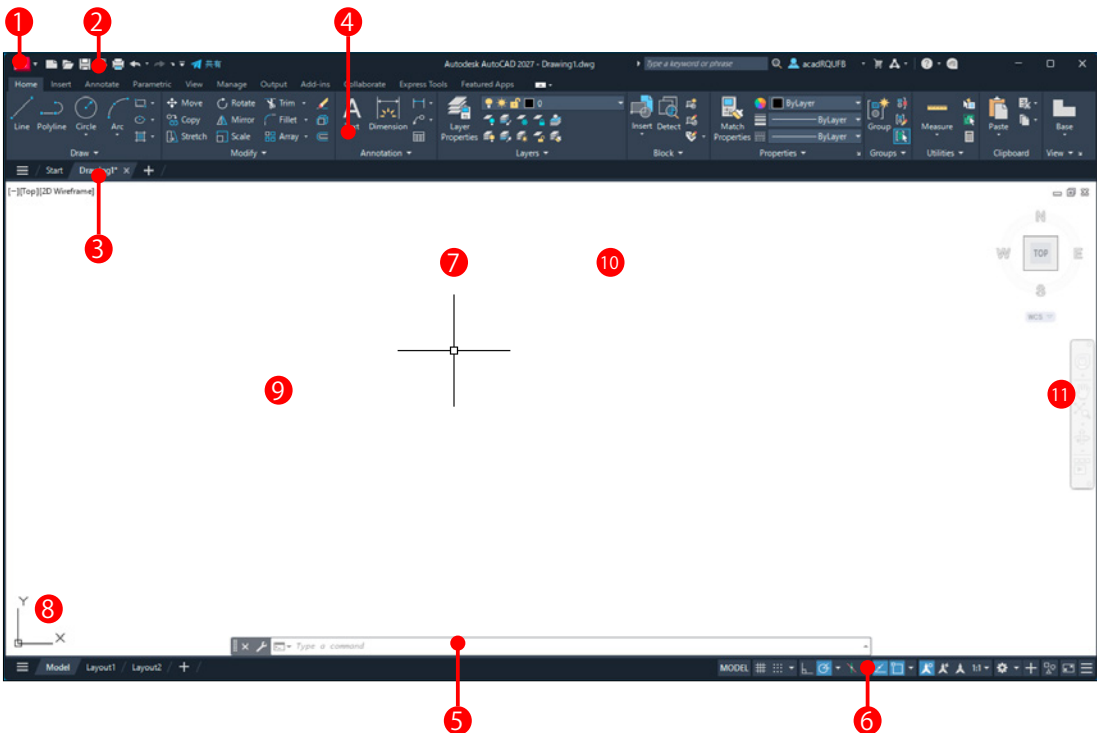 1 2 4
共有 Autodesk AutoCAD 2027 - Drawing1.dwg Type a keyword or phrase acadRQUFB
Home Insert Annotate Parametric View Manage Output Add-ins Collaborate Express Tools Featured Apps
Move Rotate Trim 0 ByLayer
Line Polyline Circle Arc Copy Mirror Fillet Dimension Layer Properties Insert Detect Match Properties ByLayer Group Measure Paste Base
Stretch Scale Array ByLayer
Draw Modify Annotation Layers Block Properties Groups Utilities Clipboard View
Start Drawing1* × +
[−][Top][2D Wireframe]
N
3 7 10 W TOP E
S
WCS
9 11
Y
8
X
Type a command
Model Layout1 Layout2 + MODEL 1:1
5 6